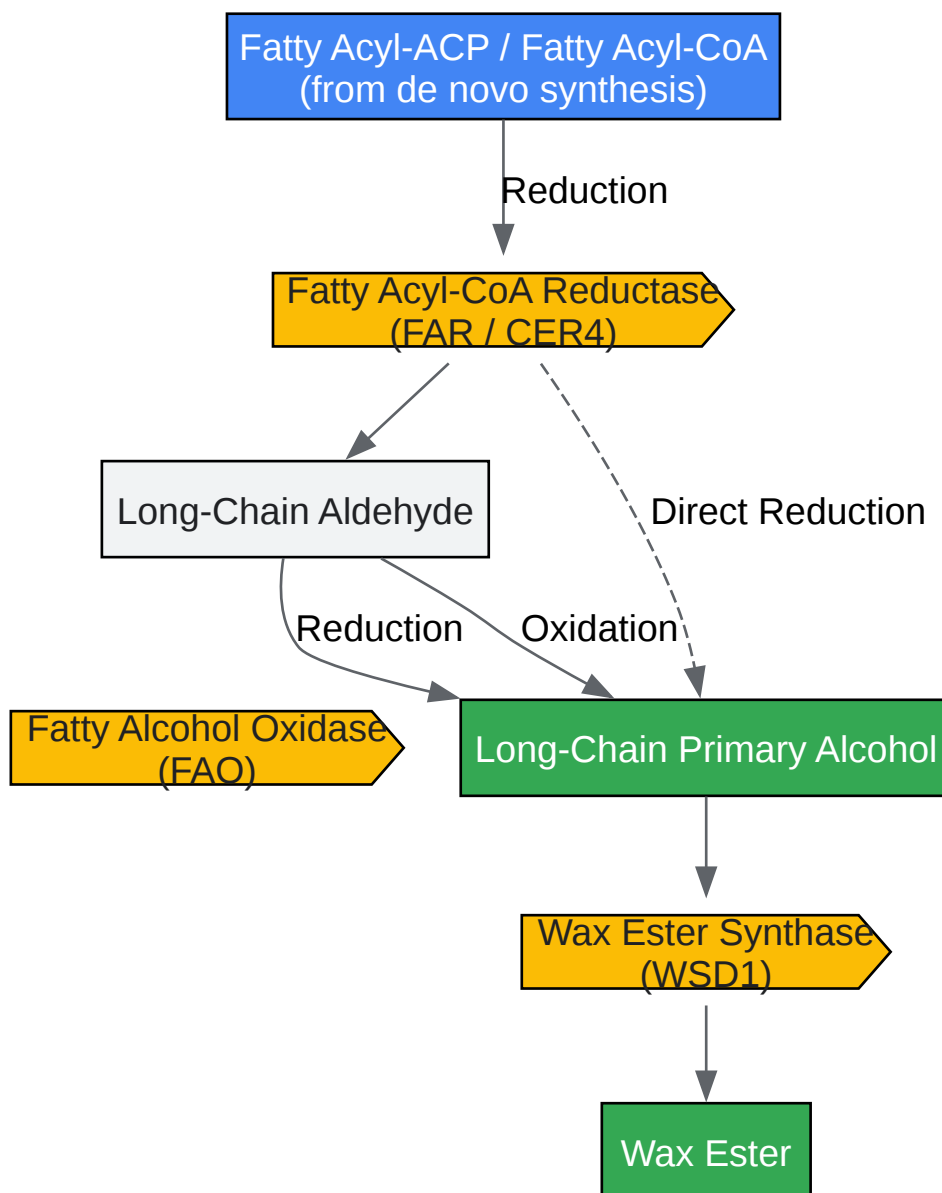 Fatty Acyl-ACP / Fatty Acyl-CoA
(from de novo synthesis)
Reduction
Fatty Acyl-CoA Reductase
(FAR / CER4)
Long-Chain Aldehyde
Direct Reduction
Reduction
Oxidation
Fatty Alcohol Oxidase
(FAO)
Long-Chain Primary Alcohol
Wax Ester Synthase
(WSD1)
Wax Ester